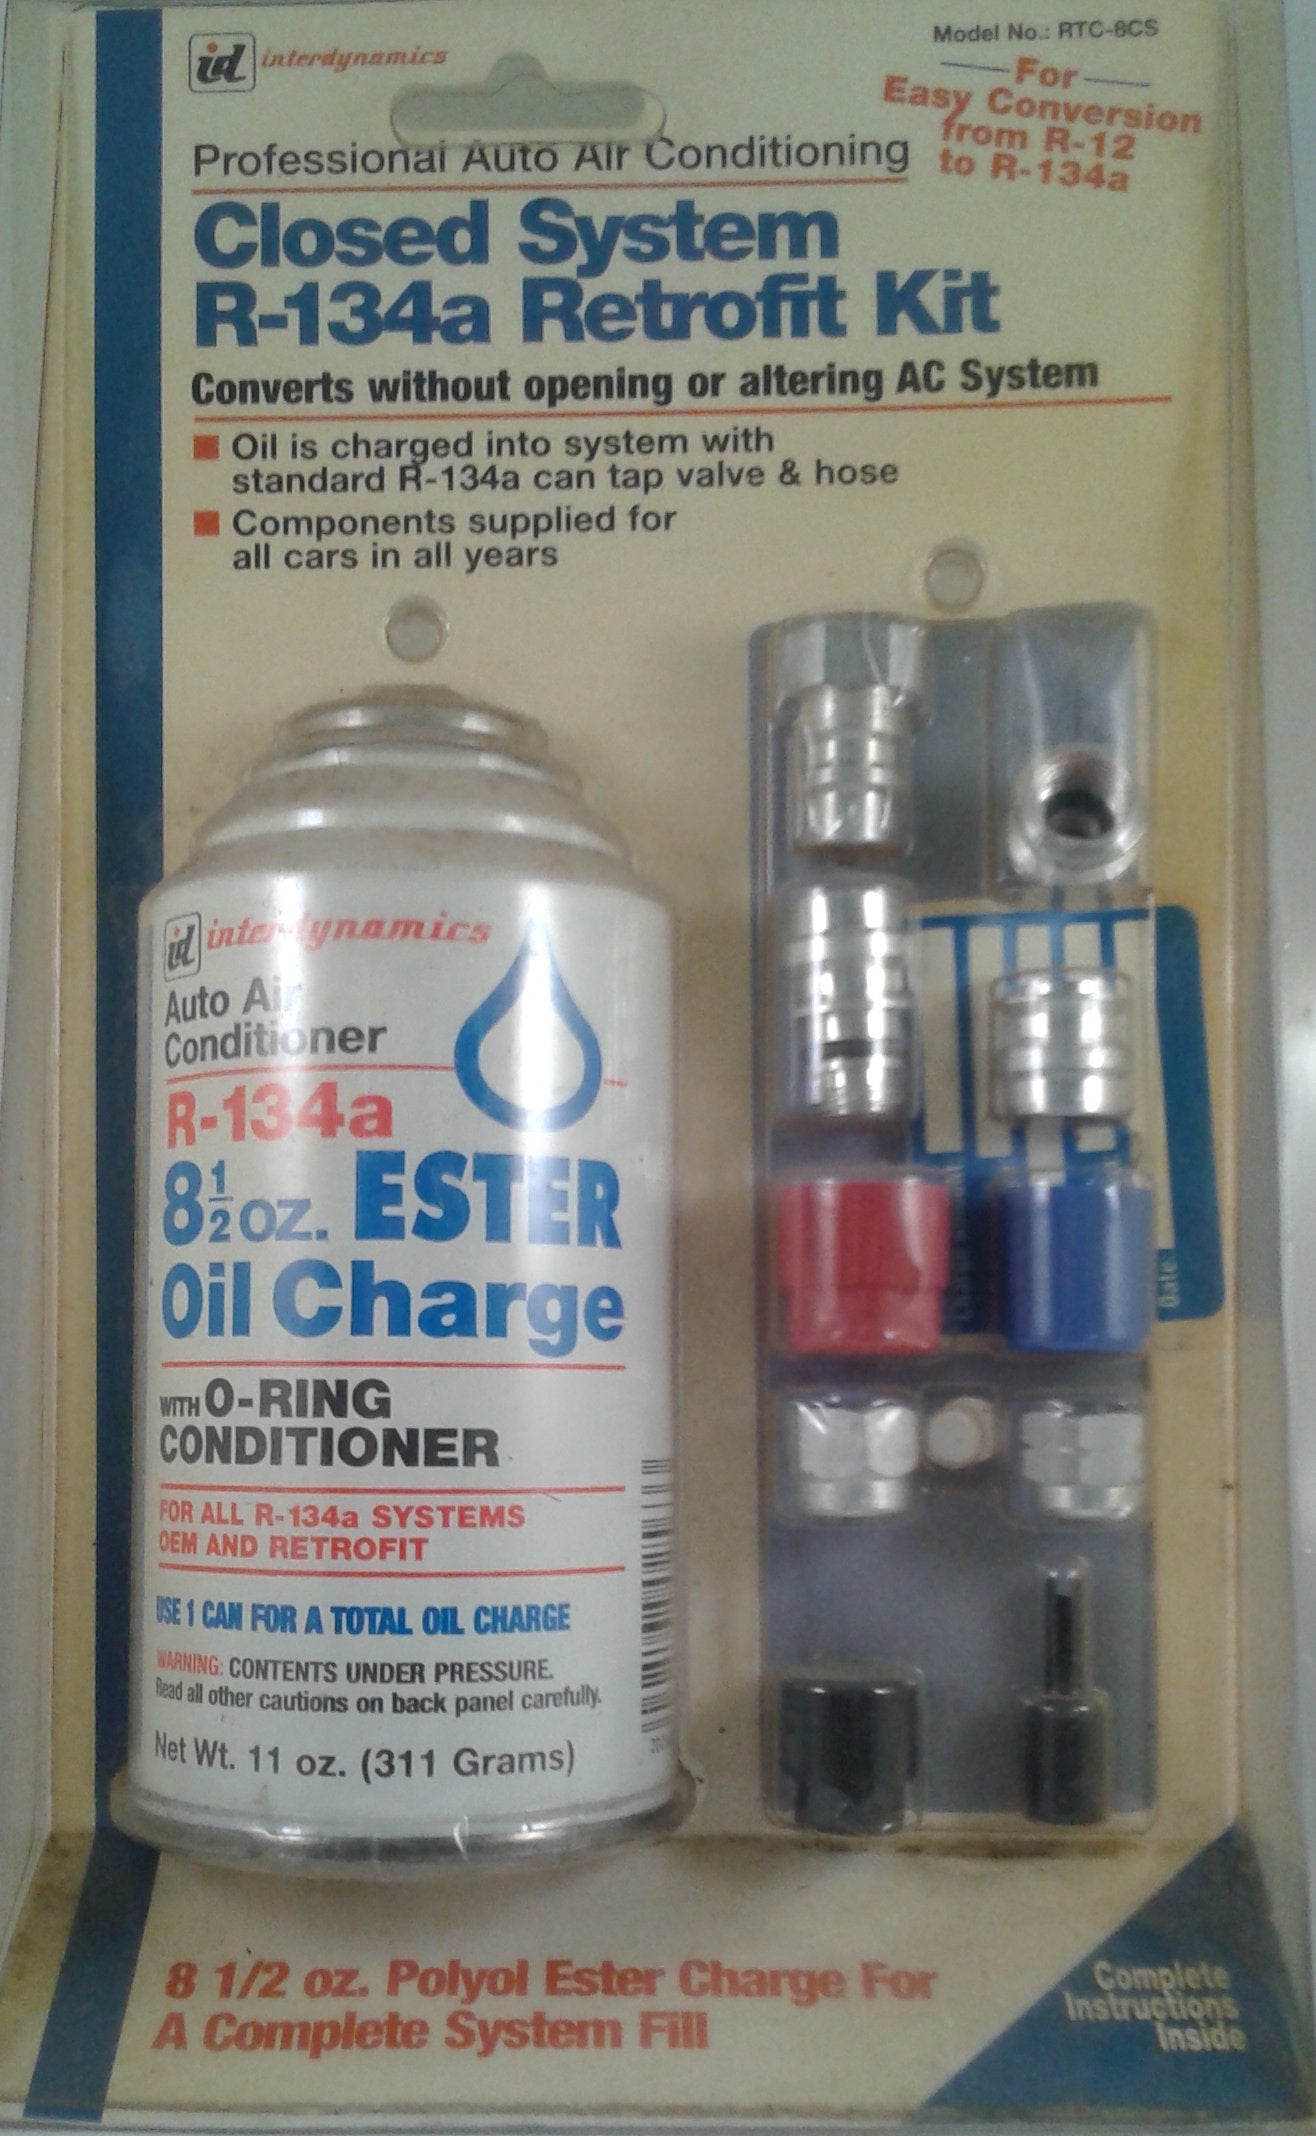 id interdynamics
Model No.: RTC-8CS
For
Easy Conversion
from R-12
to R-134a
Professional Auto Air Conditioning
Closed System
R-134a Retrofit Kit
Converts without opening or altering AC System
Oil is charged into system with
standard R-134a can tap valve & hose
Components supplied for
all cars in all years
id interdynamics
Auto Air
Conditioner
R-134a
8 1/2 oz. ESTER
Oil Charge
WITH O-RING
CONDITIONER
FOR ALL R-134a SYSTEMS
OEM AND RETROFIT
USE 1 CAN FOR A TOTAL OIL CHARGE
WARNING: CONTENTS UNDER PRESSURE.
Read all other cautions on back panel carefully.
Net Wt. 11 oz. (311 Grams)
Date
8 1/2 oz. Polyol Ester Charge For
A Complete System Fill
Complete
Instructions
Inside